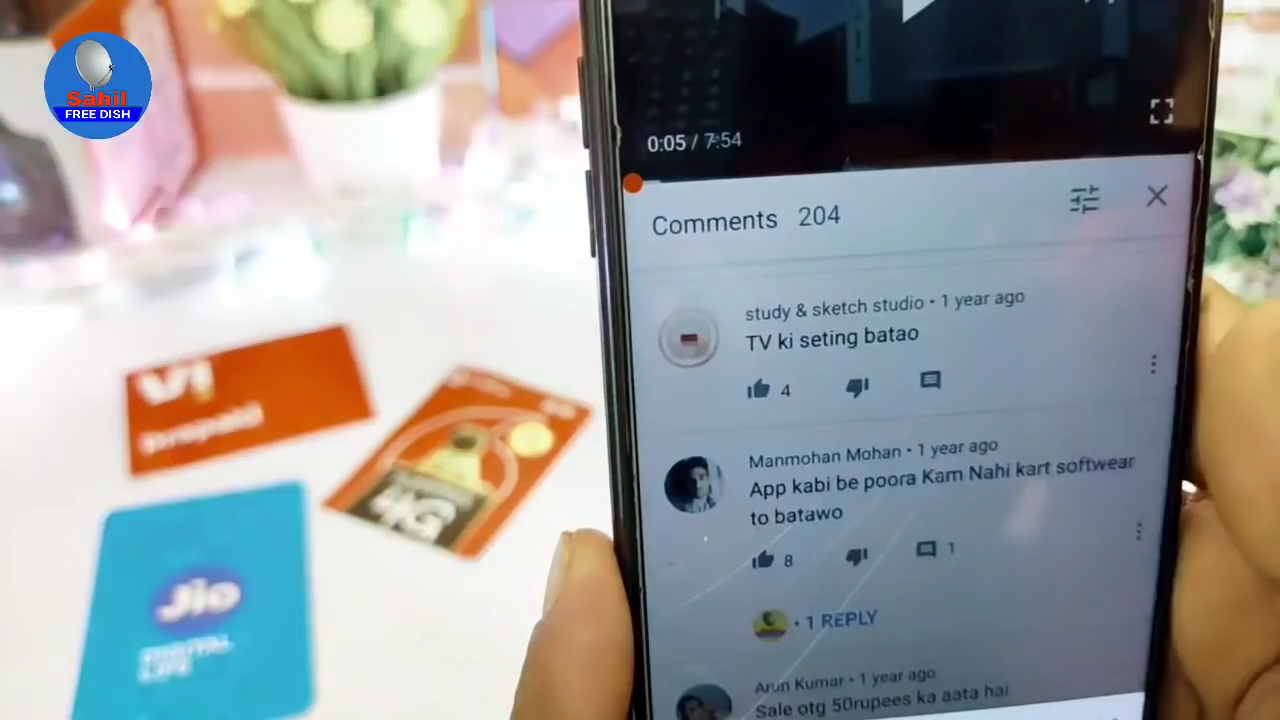 Sahil
FREE DISH
0:05 / 7:54
Comments 204
study & sketch studio • 1 year ago
TV ki seting batao
4
Manmohan Mohan • 1 year ago
App kabi be poora Kam Nahi kart softwear
to batawo
8 1
• 1 REPLY
Arun Kumar • 1 year ago
Sale otg 50rupees ka aata hai
VI
prepaid
4G
Jio
DIGITAL
LIFE